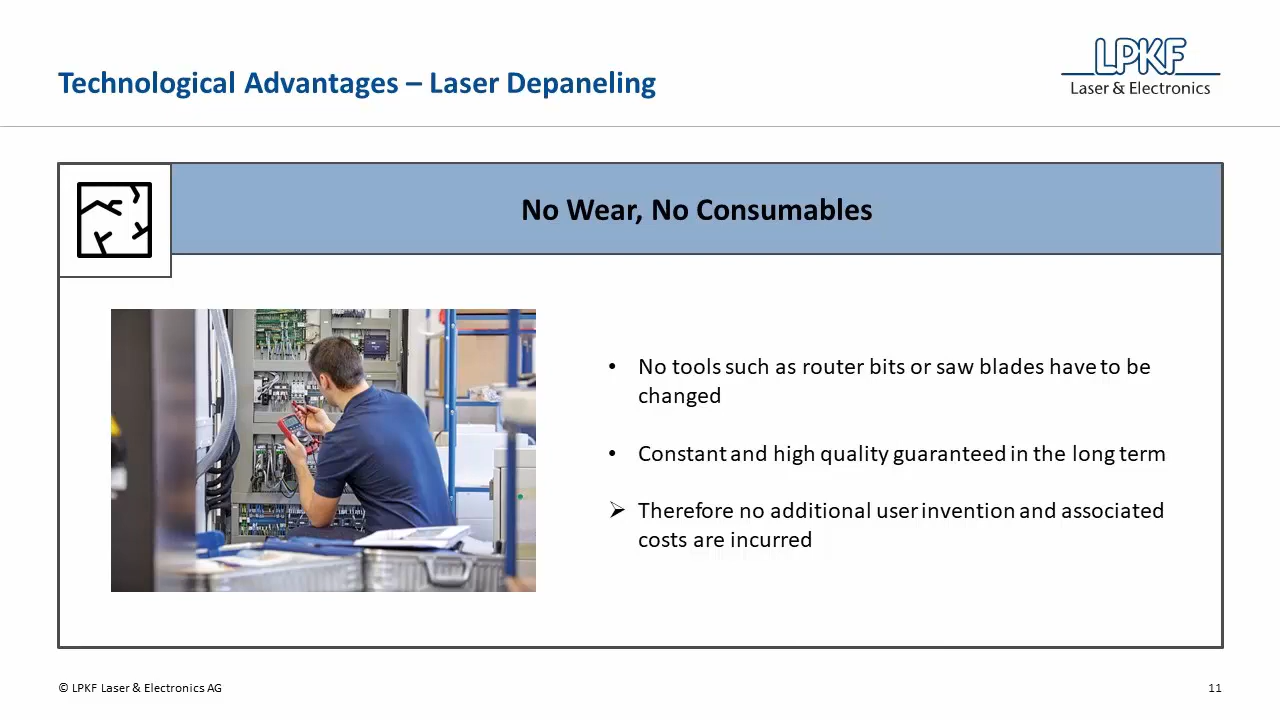 Technological Advantages – Laser Depaneling
LPKF
Laser & Electronics
No Wear, No Consumables
• No tools such as router bits or saw blades have to be
changed
• Constant and high quality guaranteed in the long term
➢ Therefore no additional user invention and associated
costs are incurred
© LPKF Laser & Electronics AG
11